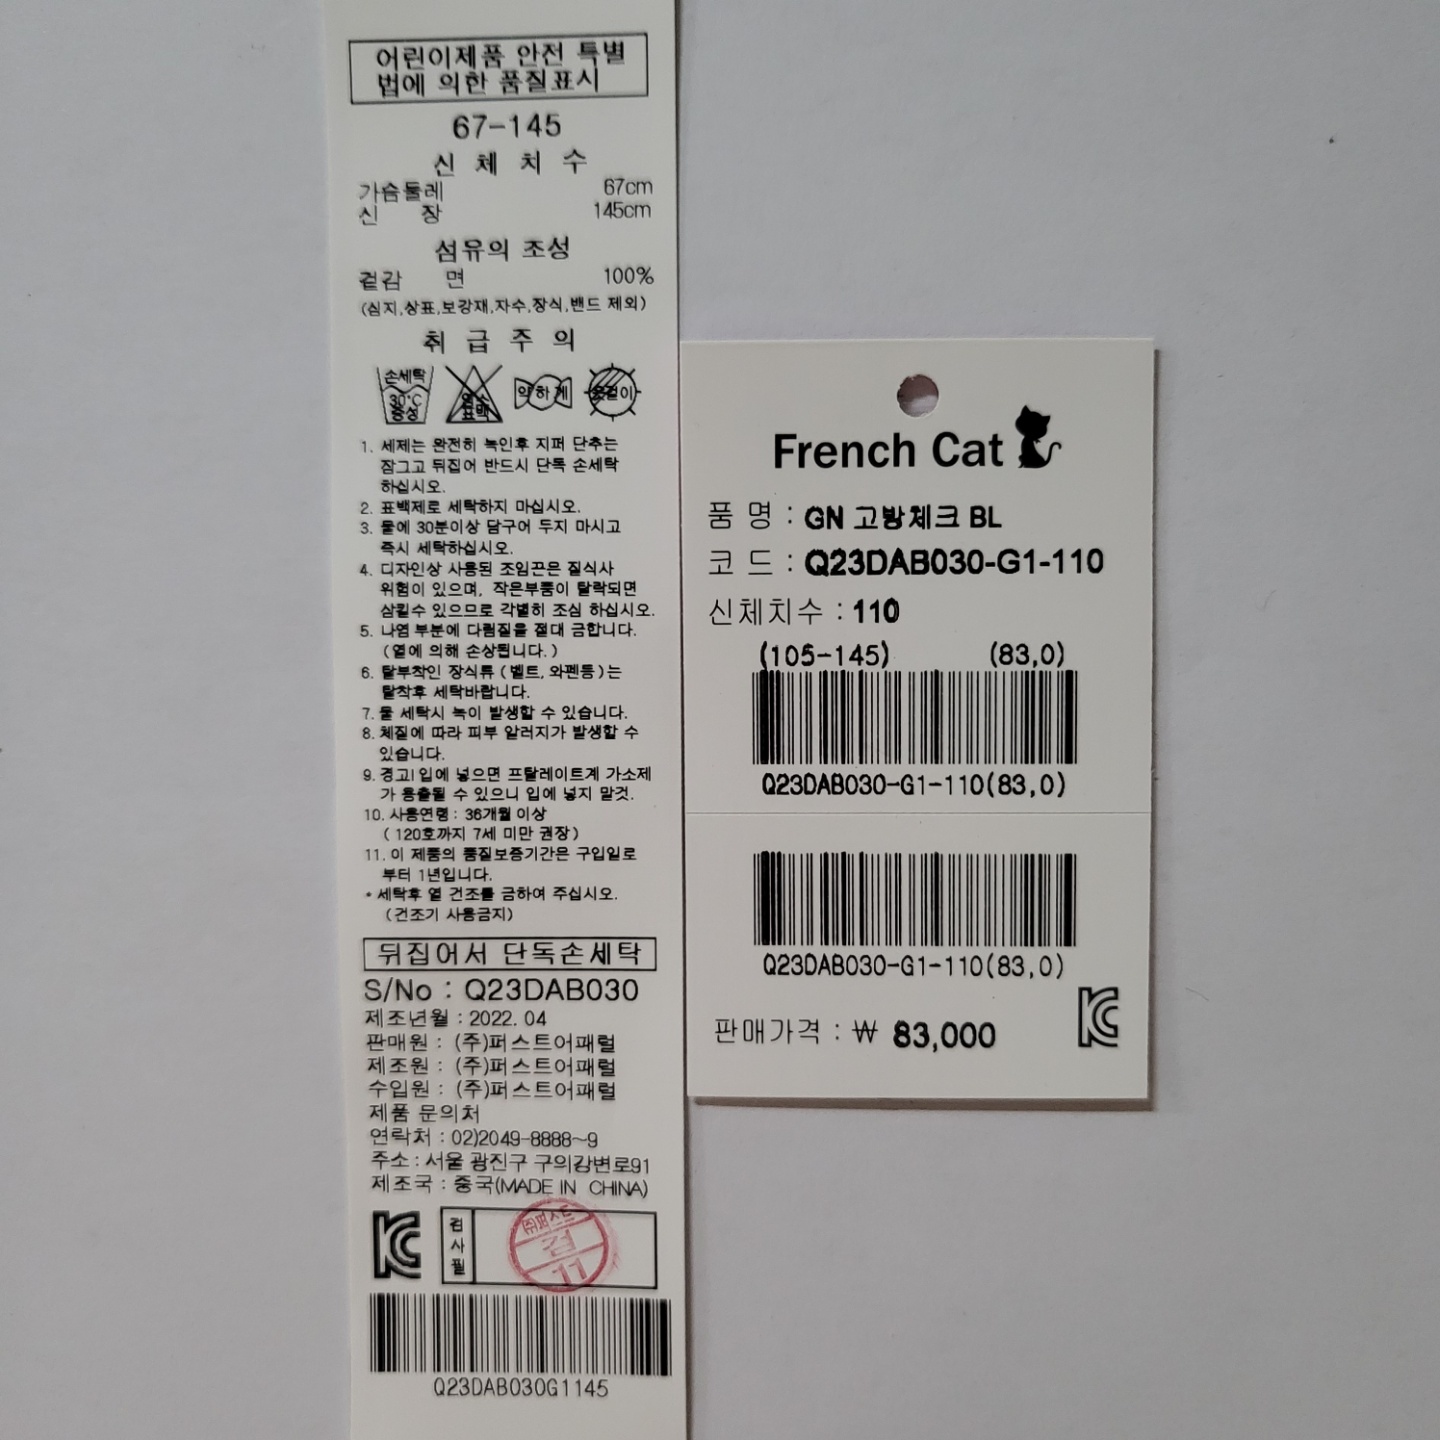 어린이제품 안전 특별
법에 의한 품질표시
67-145
신 체 치 수
가슴둘레 67cm
신 장 145cm
섬유의 조성
겉감 면 100%
(심지,상표,보강재,자수,장식,밴드 제외)
취 급 주 의
손세탁
30°C
중성
염소
표백
약하게
옷걸이
1. 세제는 완전히 녹인후 지퍼 단추는
잠그고 뒤집어 반드시 단독 손세탁
하십시오.
2. 표백제로 세탁하지 마십시오.
3. 물에 30분이상 담구어 두지 마시고
즉시 세탁하십시오.
4. 디자인상 사용된 조임끈은 질식사
위험이 있으며, 작은부품이 탈락되면
삼킬수 있으므로 각별히 조심 하십시오.
5. 나염 부분에 다림질을 절대 금합니다.
(열에 의해 손상됩니다.)
6. 탈부착인 장식류 (벨트, 와펜등)는
탈착후 세탁바랍니다.
7. 물 세탁시 녹이 발생할 수 있습니다.
8. 체질에 따라 피부 알러지가 발생할 수
있습니다.
9. 경고! 입에 넣으면 프탈레이트계 가소제
가 용출될 수 있으니 입에 넣지 말것.
10. 사용연령 : 36개월 이상
( 120호까지 7세 미만 권장)
11. 이 제품의 품질보증기간은 구입일로
부터 1년입니다.
* 세탁후 열 건조를 금하여 주십시오.
(건조기 사용금지)
뒤집어서 단독손세탁
S/No : Q23DAB030
제조년월 : 2022. 04
판매원 : (주)퍼스트어패럴
제조원 : (주)퍼스트어패럴
수입원 : (주)퍼스트어패럴
제품 문의처
연락처 : 02)2049-8888~9
주소 : 서울 광진구 구의강변로91
제조국 : 중국(MADE IN CHINA)
검사필
㈜퍼스트
검
11
Q23DAB030G1145
French Cat
품 명 : GN 고방체크 BL
코 드 : Q23DAB030-G1-110
신체치수 : 110
(105-145) (83,0)
Q23DAB030-G1-110(83,0)
Q23DAB030-G1-110(83,0)
판매가격 : ₩ 83,000